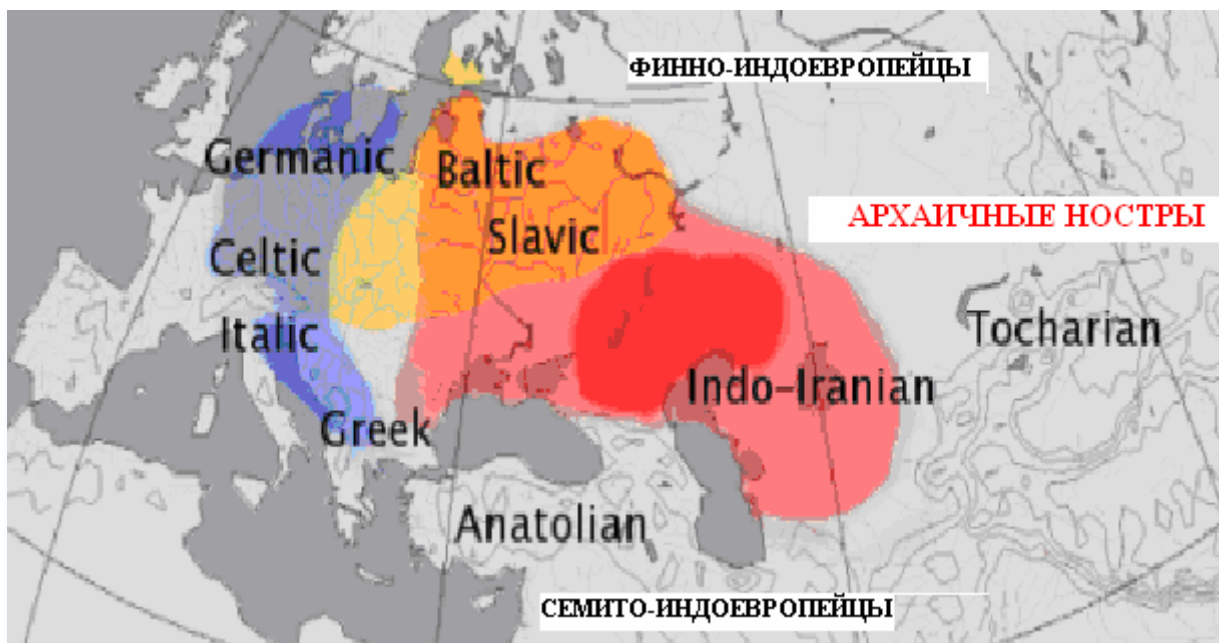 ФИННО-ИНДОЕВРОПЕЙЦЫ
Germanic
Baltic
АРХАИЧНЫЕ НОСТРЫ
Slavic
Celtic
Italic
Tocharian
Indo-Iranian
Greek
Anatolian
СЕМИТО-ИНДОЕВРОПЕЙЦЫ